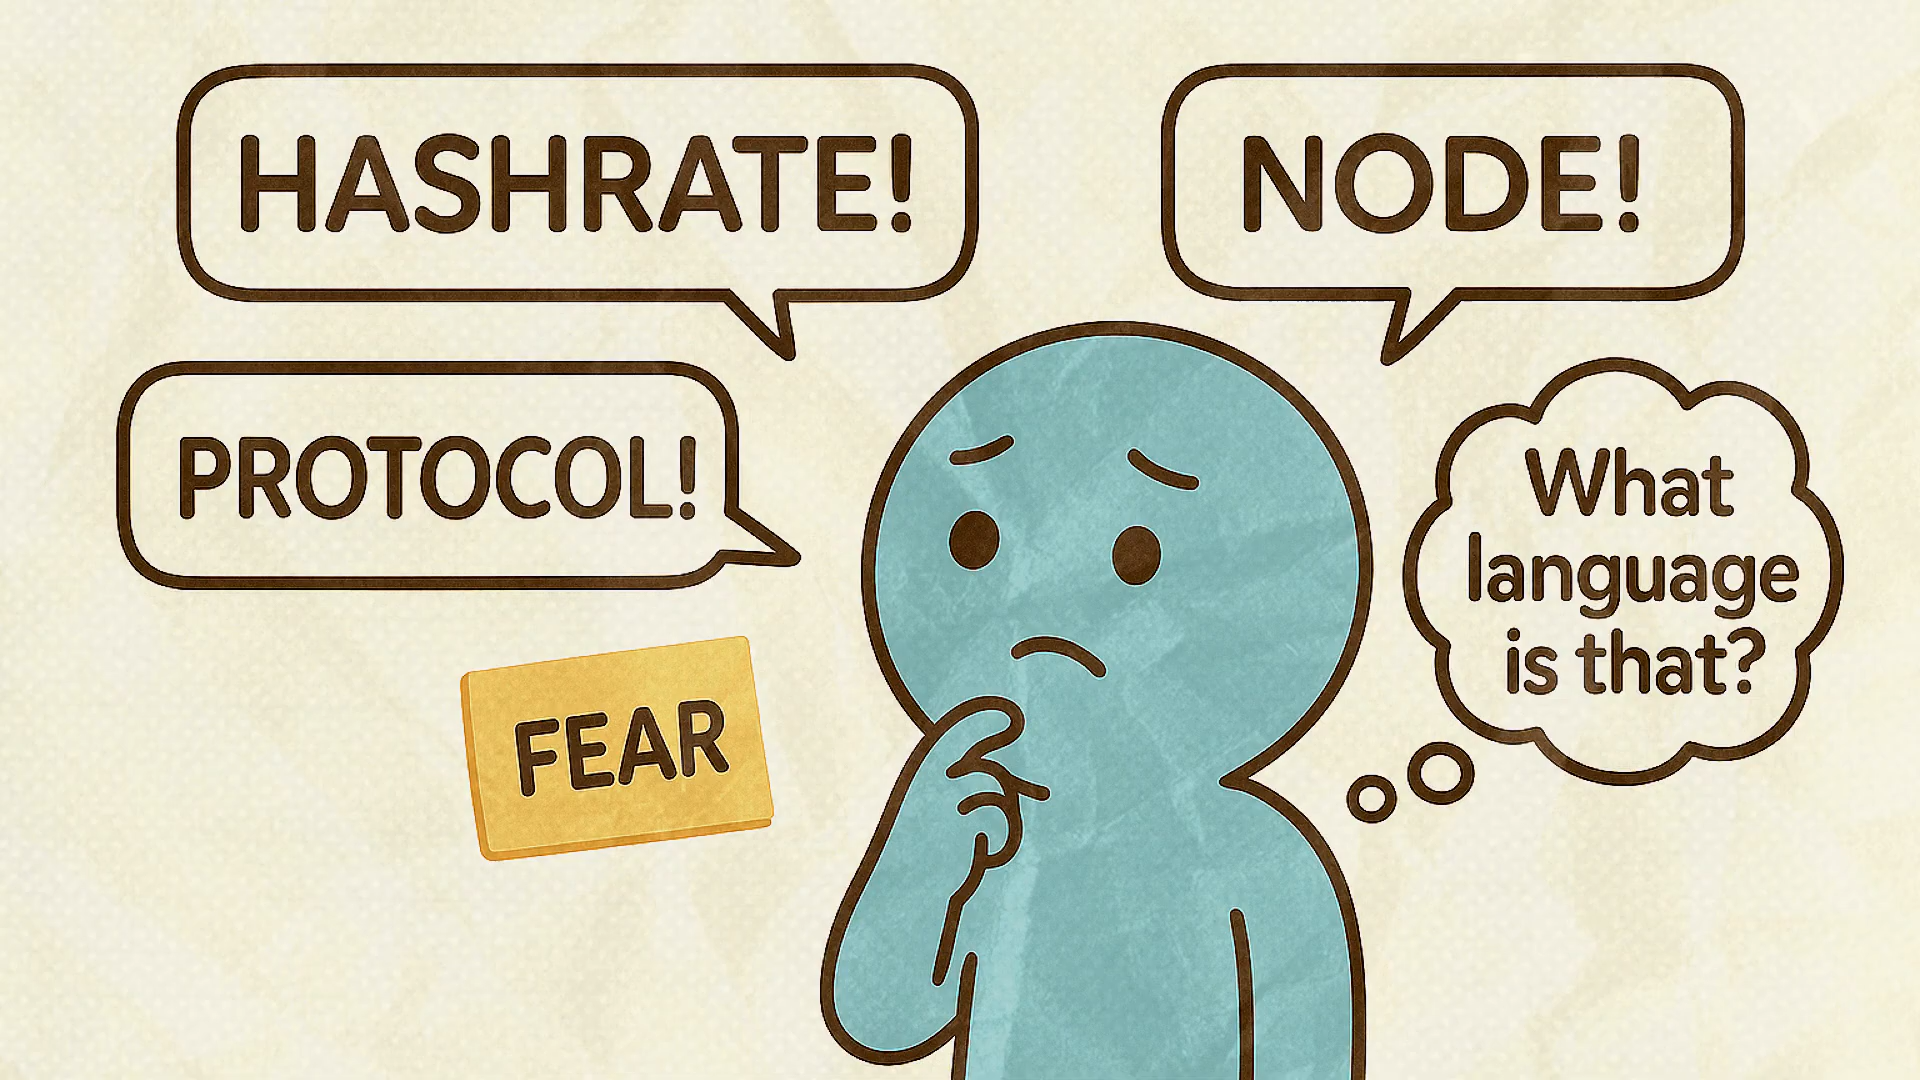 HASHRATE!
NODE!
PROTOCOL!
What
language
is that?
FEAR